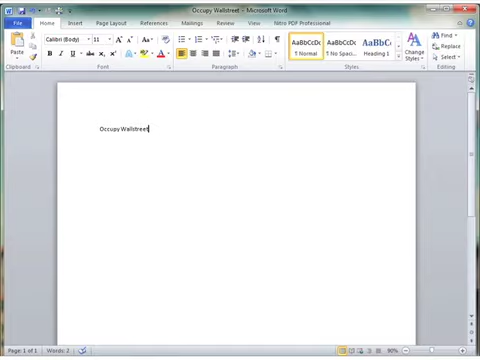 Occupy Wallstreet - Microsoft Word
File Home Insert Page Layout References Mailings Review View Nitro PDF Professional
Calibri (Body) 11 AaBbCcDc AaBbCcDc AaBbC Find
Paste Replace
B I U abc ¶ Normal ¶ No Spaci... Heading 1 Change Styles Select
Clipboard Font Paragraph Styles Editing
Occupy Wallstreet
Page: 1 of 1 Words: 2 90%